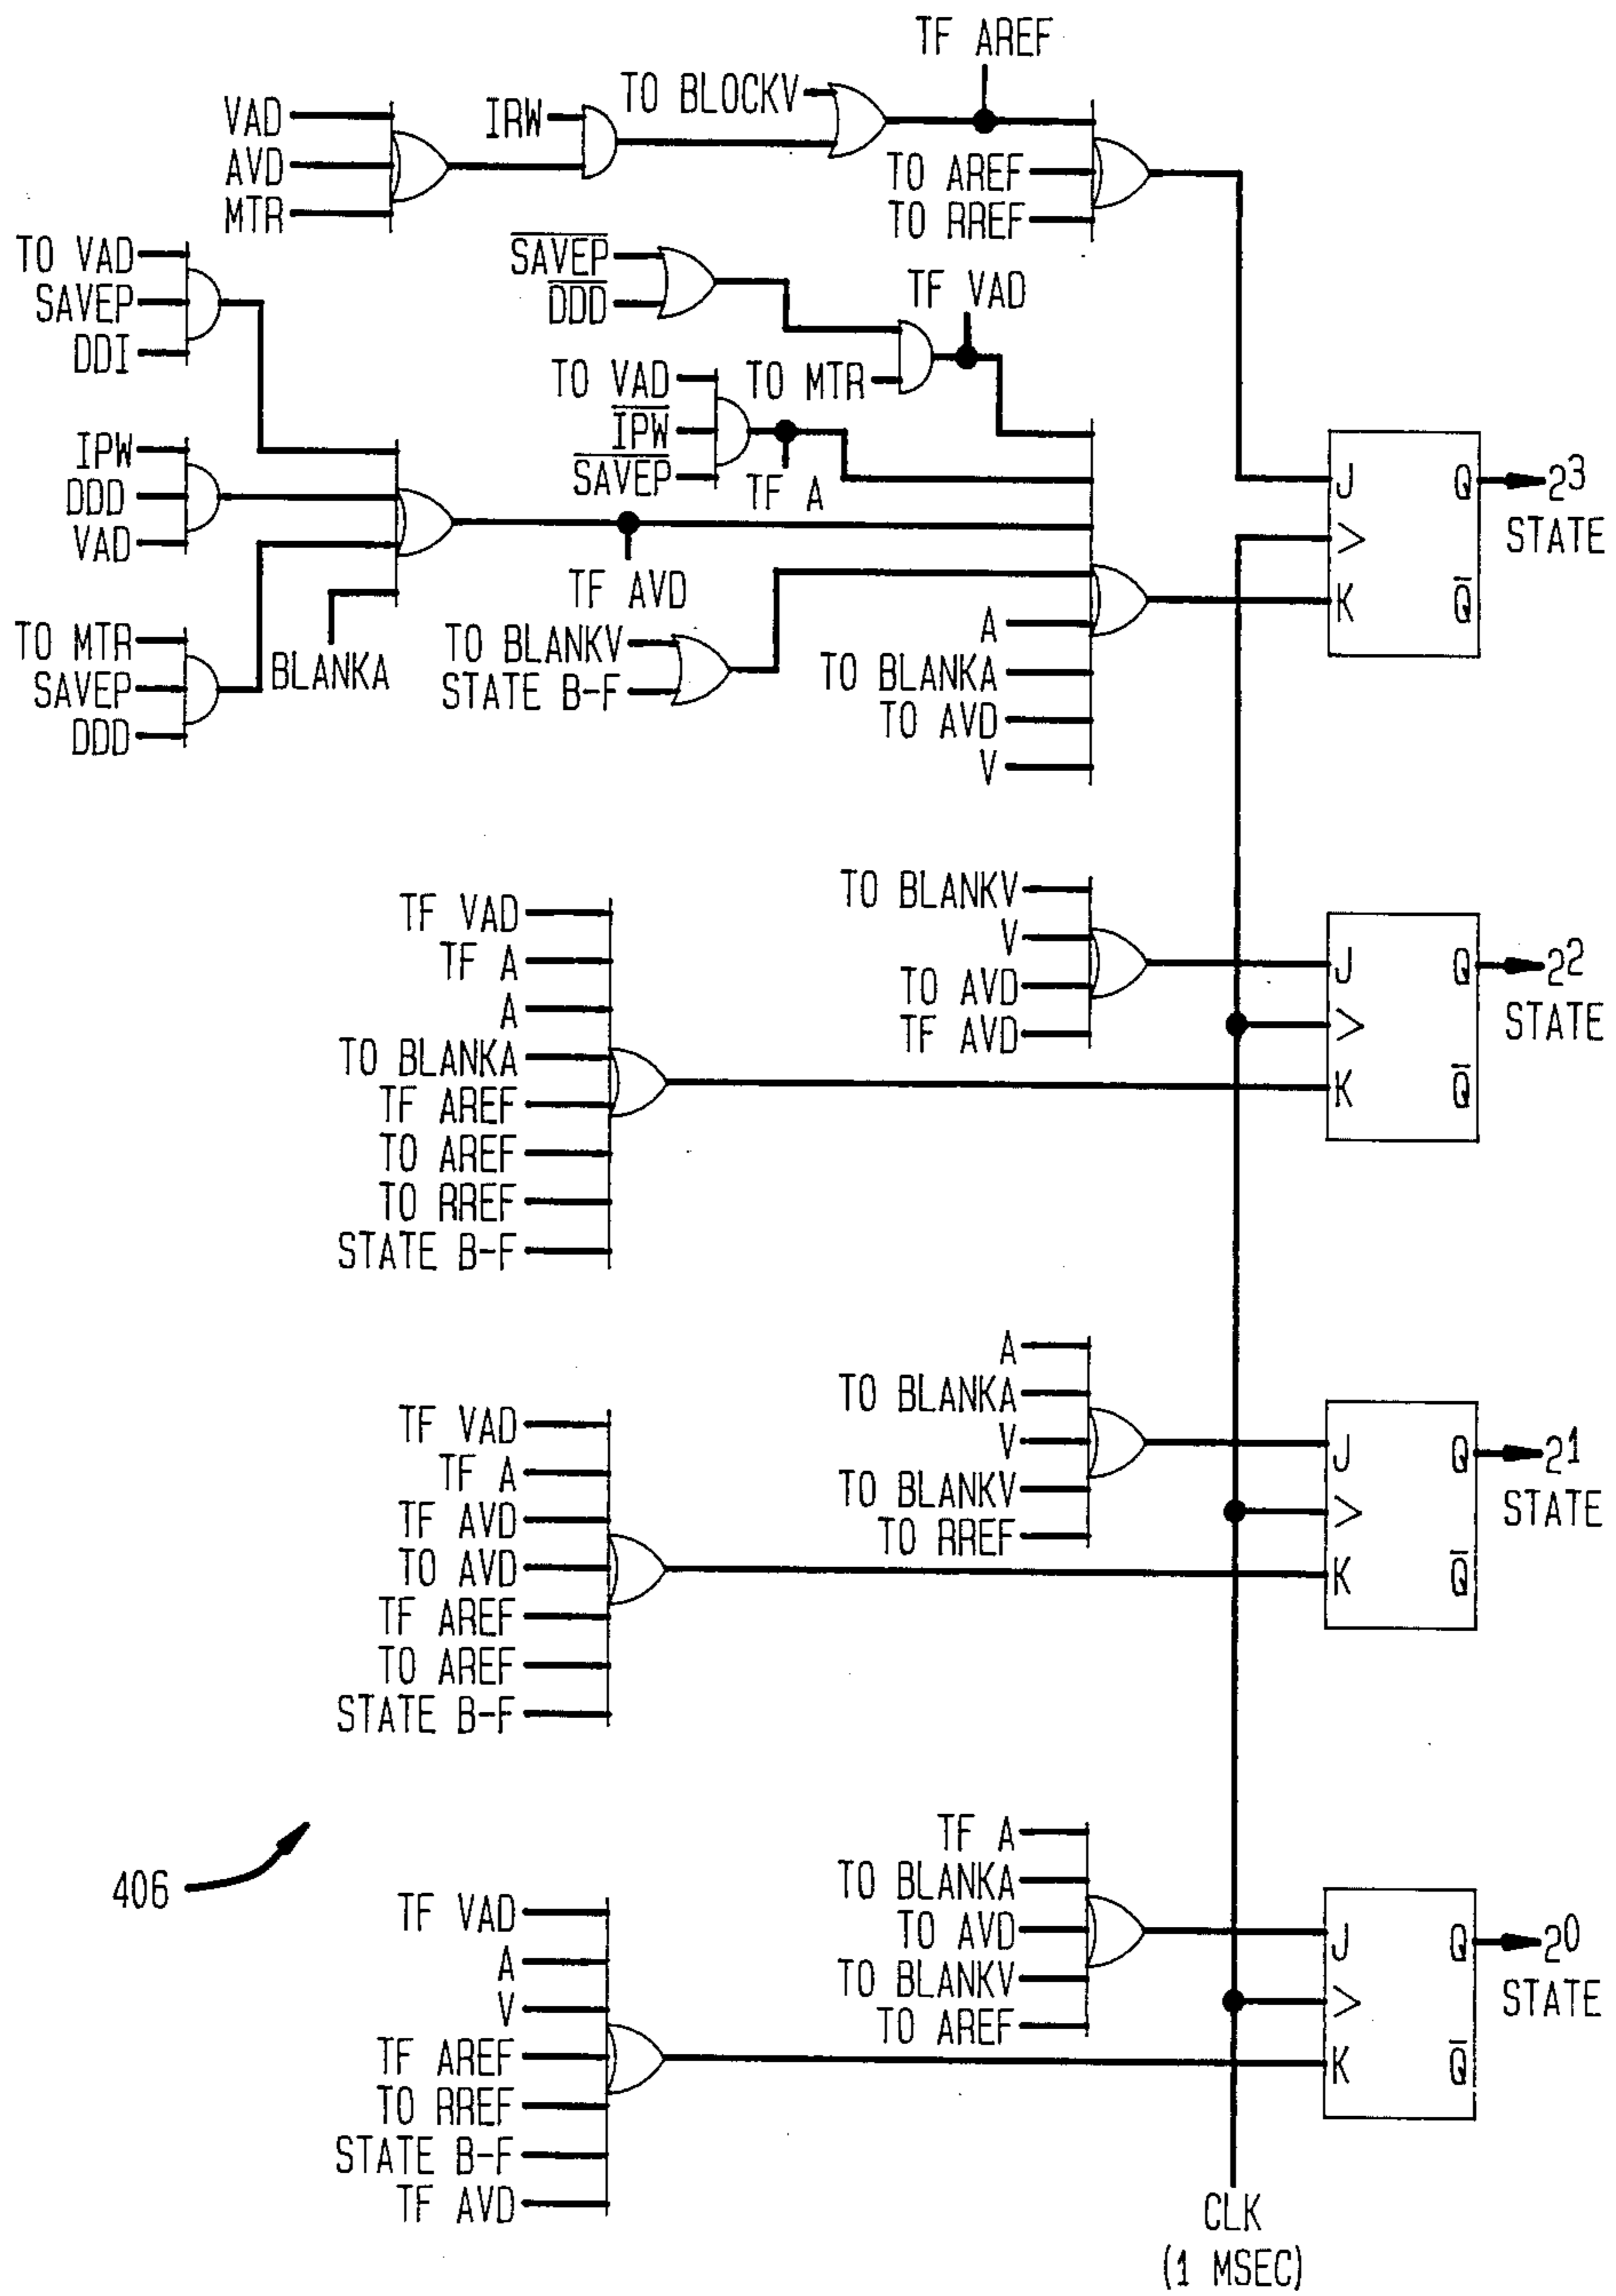 TF AREF
TO BLOCKV
VAD
IRW
AVD
TO AREF
MTR
TO RREF
TO VAD
SAVEP
DDI
S̅A̅V̅E̅P̅
D̅D̅D̅
TF VAD
TO VAD
I̅P̅W̅
S̅A̅V̅E̅P̅
TO MTR
TF A
IPW
DDD
VAD
TF AVD
TO MTR
SAVEP
DDD
BLANKA
TO BLANKV
STATE B-F
A
TO BLANKA
TO AVD
V
J Q 2³
STATE
>
K Q̅
TO BLANKV
V
TO AVD
TF AVD
TF VAD
TF A
A
TO BLANKA
TF AREF
TO AREF
TO RREF
STATE B-F
J Q 2²
STATE
>
K Q̅
A
TO BLANKA
V
TO BLANKV
TO RREF
TF VAD
TF A
TF AVD
TO AVD
TF AREF
TO AREF
STATE B-F
J Q 2¹
STATE
>
K Q̅
TF A
TO BLANKA
TO AVD
TO BLANKV
TO AREF
406
TF VAD
A
V
TF AREF
TO RREF
STATE B-F
TF AVD
J Q 2⁰
STATE
>
K Q̅
CLK
(1 MSEC)